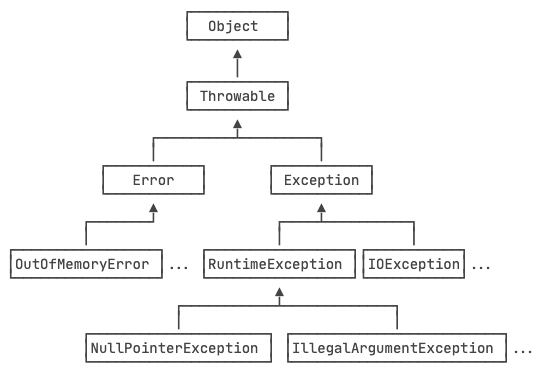 Object
Throwable
Error Exception
OutOfMemoryError ... RuntimeException IOException ...
NullPointerException IllegalArgumentException ...